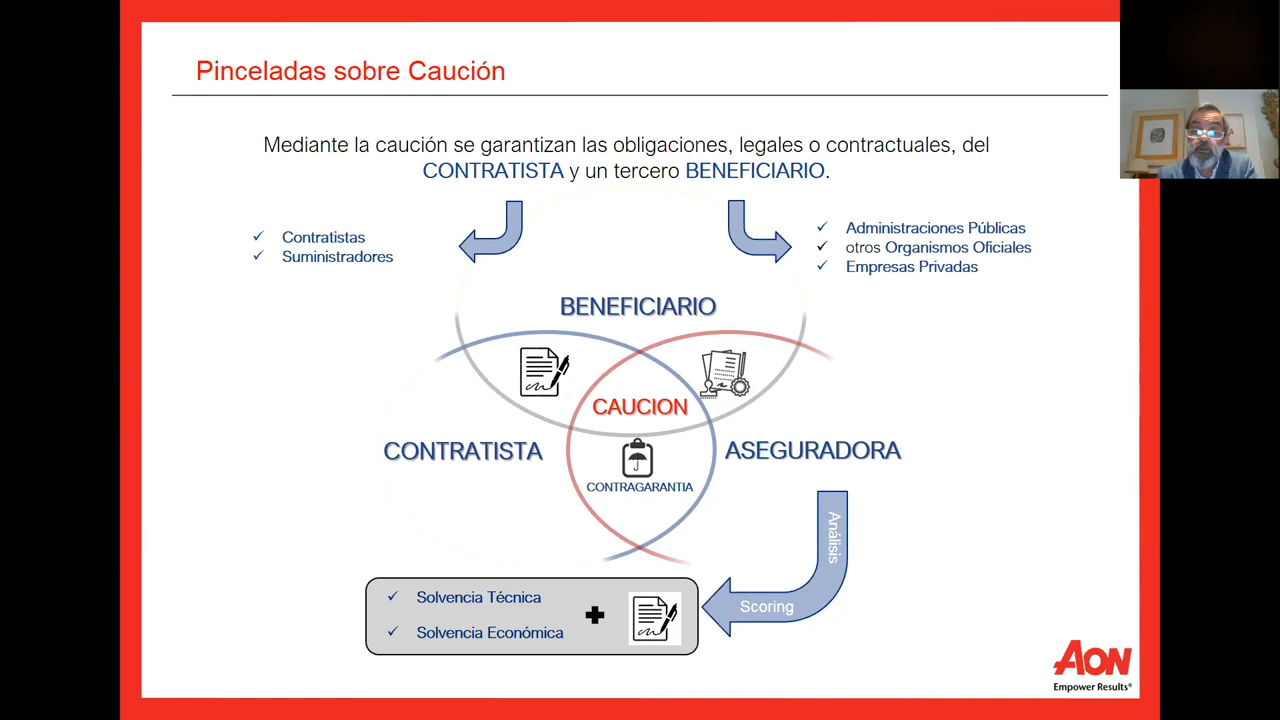 Pinceladas sobre Caución
Mediante la caución se garantizan las obligaciones, legales o contractuales, del
CONTRATISTA y un tercero BENEFICIARIO.
Contratistas
Suministradores
Administraciones Públicas
otros Organismos Oficiales
Empresas Privadas
BENEFICIARIO
CAUCION
CONTRATISTA
ASEGURADORA
CONTRAGARANTIA
Análisis
Scoring
Solvencia Técnica
Solvencia Económica
AON
Empower Results®